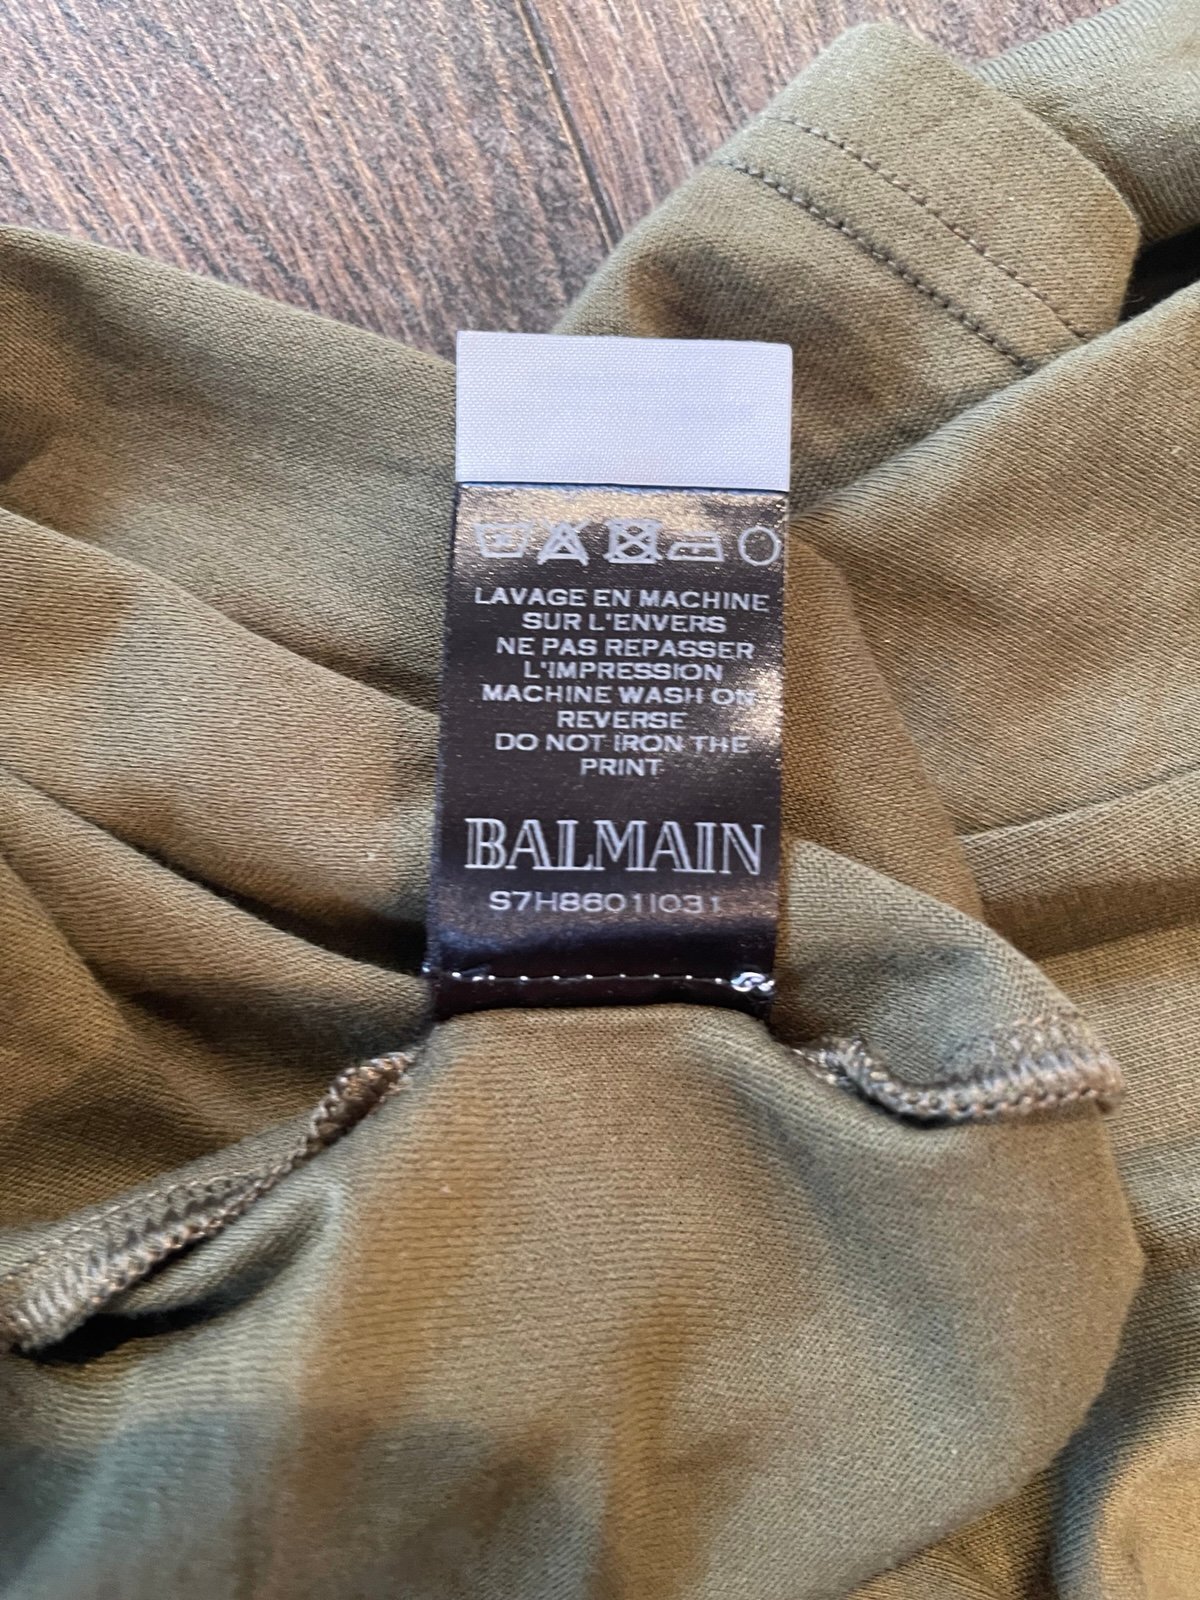 LAVAGE EN MACHINE
SUR L'ENVERS
NE PAS REPASSER
L'IMPRESSION
MACHINE WASH ON
REVERSE
DO NOT IRON THE
PRINT
BALMAIN
S7H8601I031